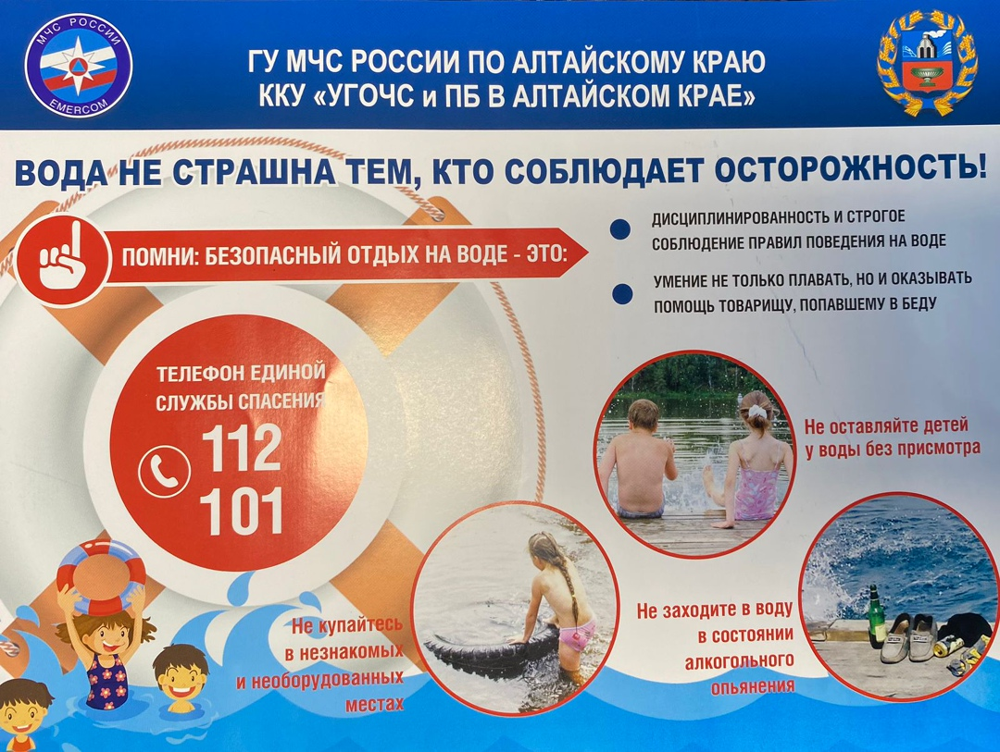 МЧС РОССИИ
EMERCOM
ГУ МЧС РОССИИ ПО АЛТАЙСКОМУ КРАЮ
ККУ «УГОЧС и ПБ В АЛТАЙСКОМ КРАЕ»
ВОДА НЕ СТРАШНА ТЕМ, КТО СОБЛЮДАЕТ ОСТОРОЖНОСТЬ!
ПОМНИ: БЕЗОПАСНЫЙ ОТДЫХ НА ВОДЕ - ЭТО:
ДИСЦИПЛИНИРОВАННОСТЬ И СТРОГОЕ
СОБЛЮДЕНИЕ ПРАВИЛ ПОВЕДЕНИЯ НА ВОДЕ
УМЕНИЕ НЕ ТОЛЬКО ПЛАВАТЬ, НО И ОКАЗЫВАТЬ
ПОМОЩЬ ТОВАРИЩУ, ПОПАВШЕМУ В БЕДУ
ТЕЛЕФОН ЕДИНОЙ
СЛУЖБЫ СПАСЕНИЯ
112
101
Не оставляйте детей
у воды без присмотра
Не купайтесь
в незнакомых
и необорудованных
местах
Не заходите в воду
в состоянии
алкогольного
опьянения